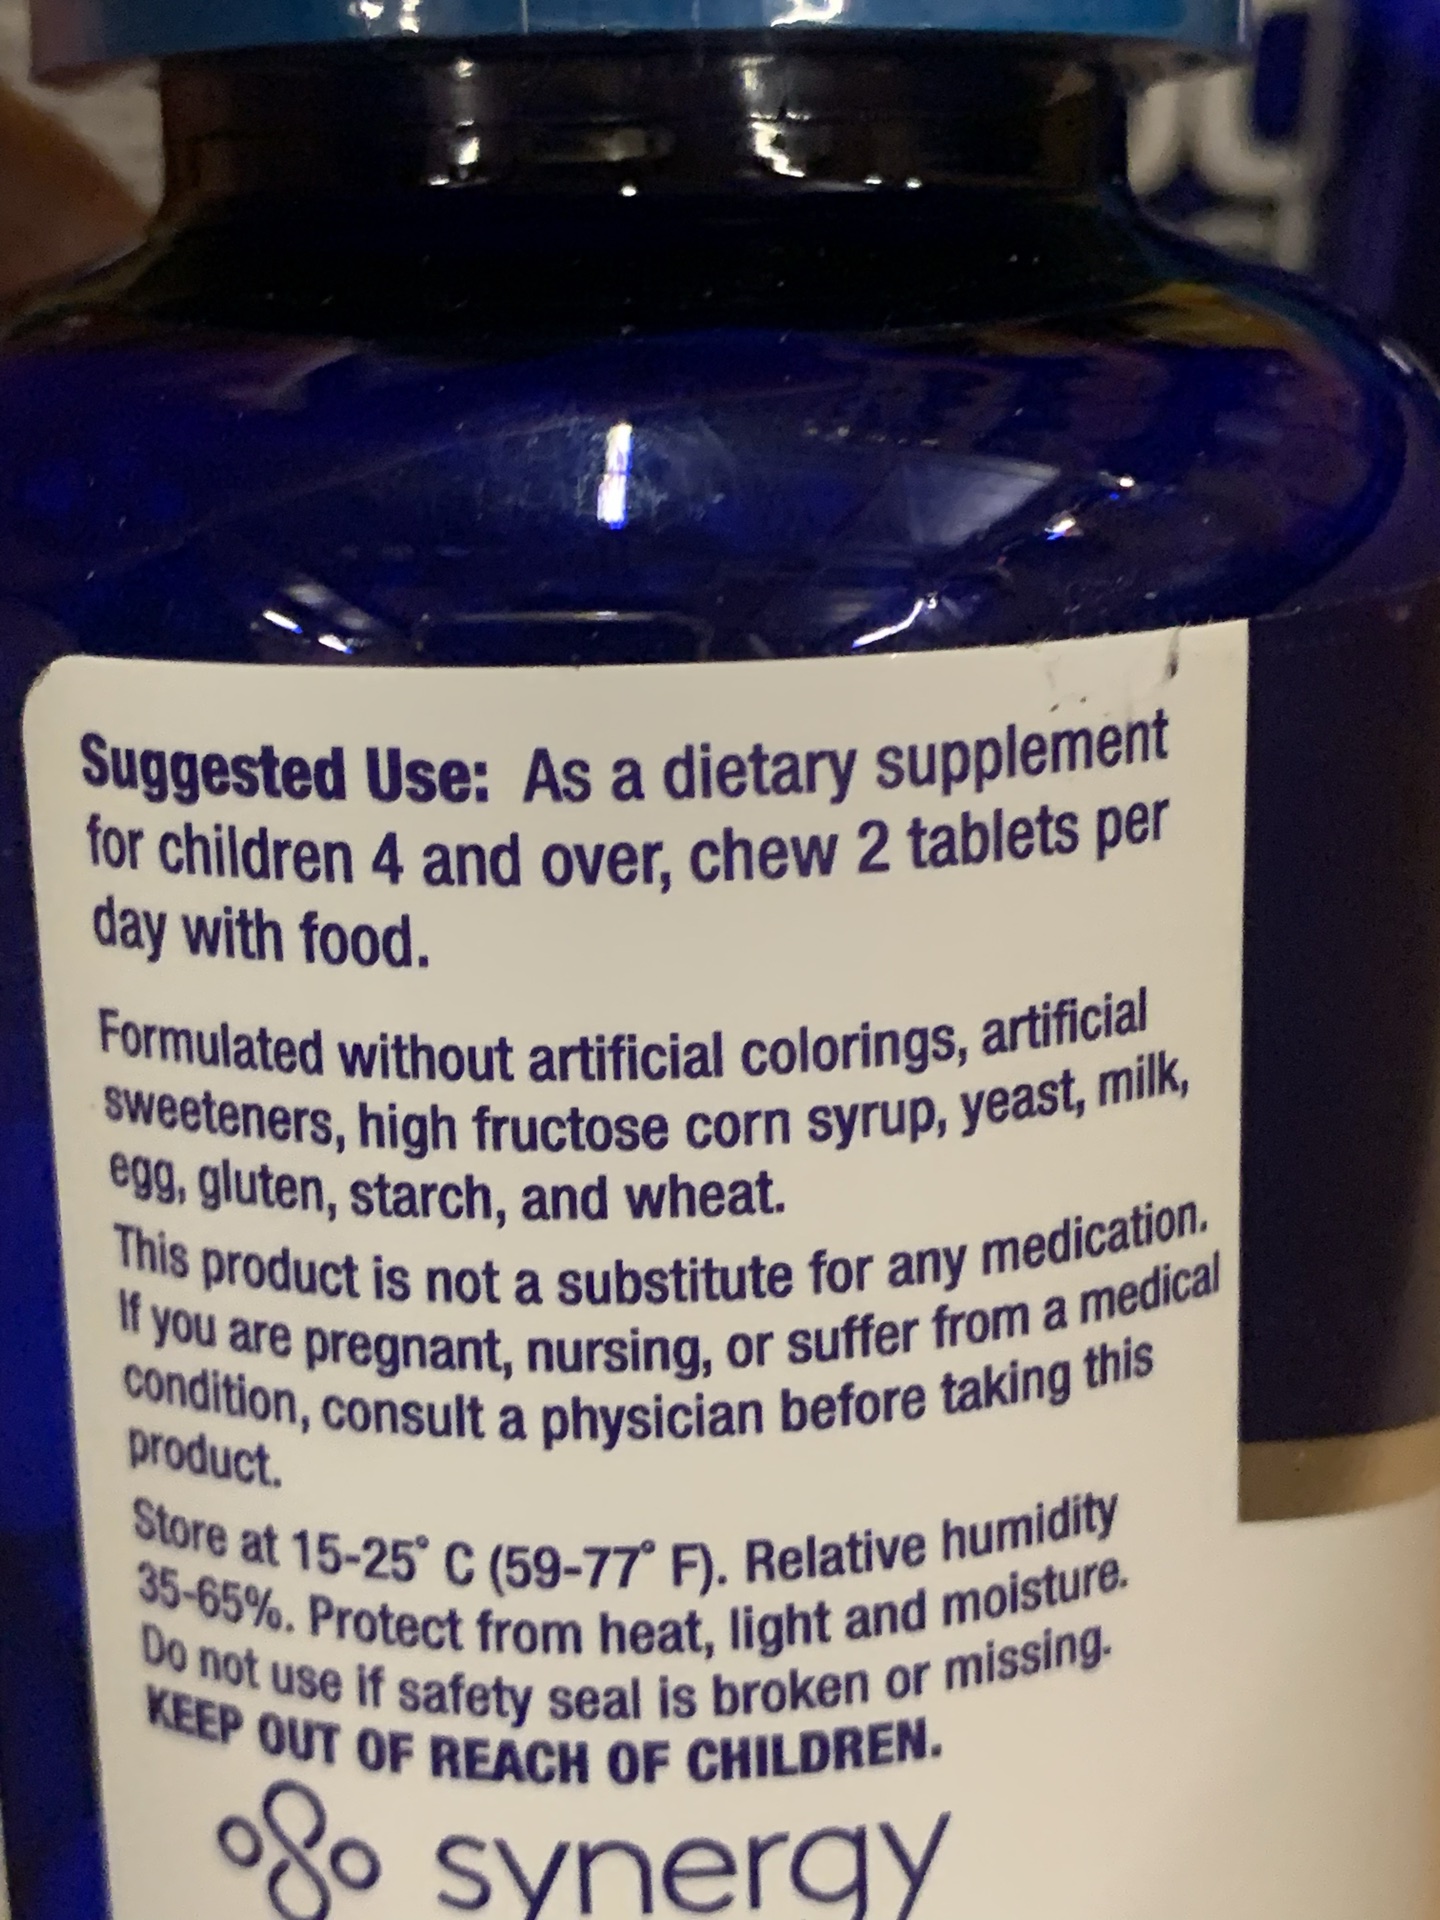 Suggested Use: As a dietary supplement
for children 4 and over, chew 2 tablets per
day with food.
Formulated without artificial colorings, artificial
sweeteners, high fructose corn syrup, yeast, milk,
egg, gluten, starch, and wheat.
This product is not a substitute for any medication.
If you are pregnant, nursing, or suffer from a medical
condition, consult a physician before taking this
product.
Store at 15-25° C (59-77° F). Relative humidity
35-65%. Protect from heat, light and moisture.
Do not use if safety seal is broken or missing.
KEEP OUT OF REACH OF CHILDREN.
synergy